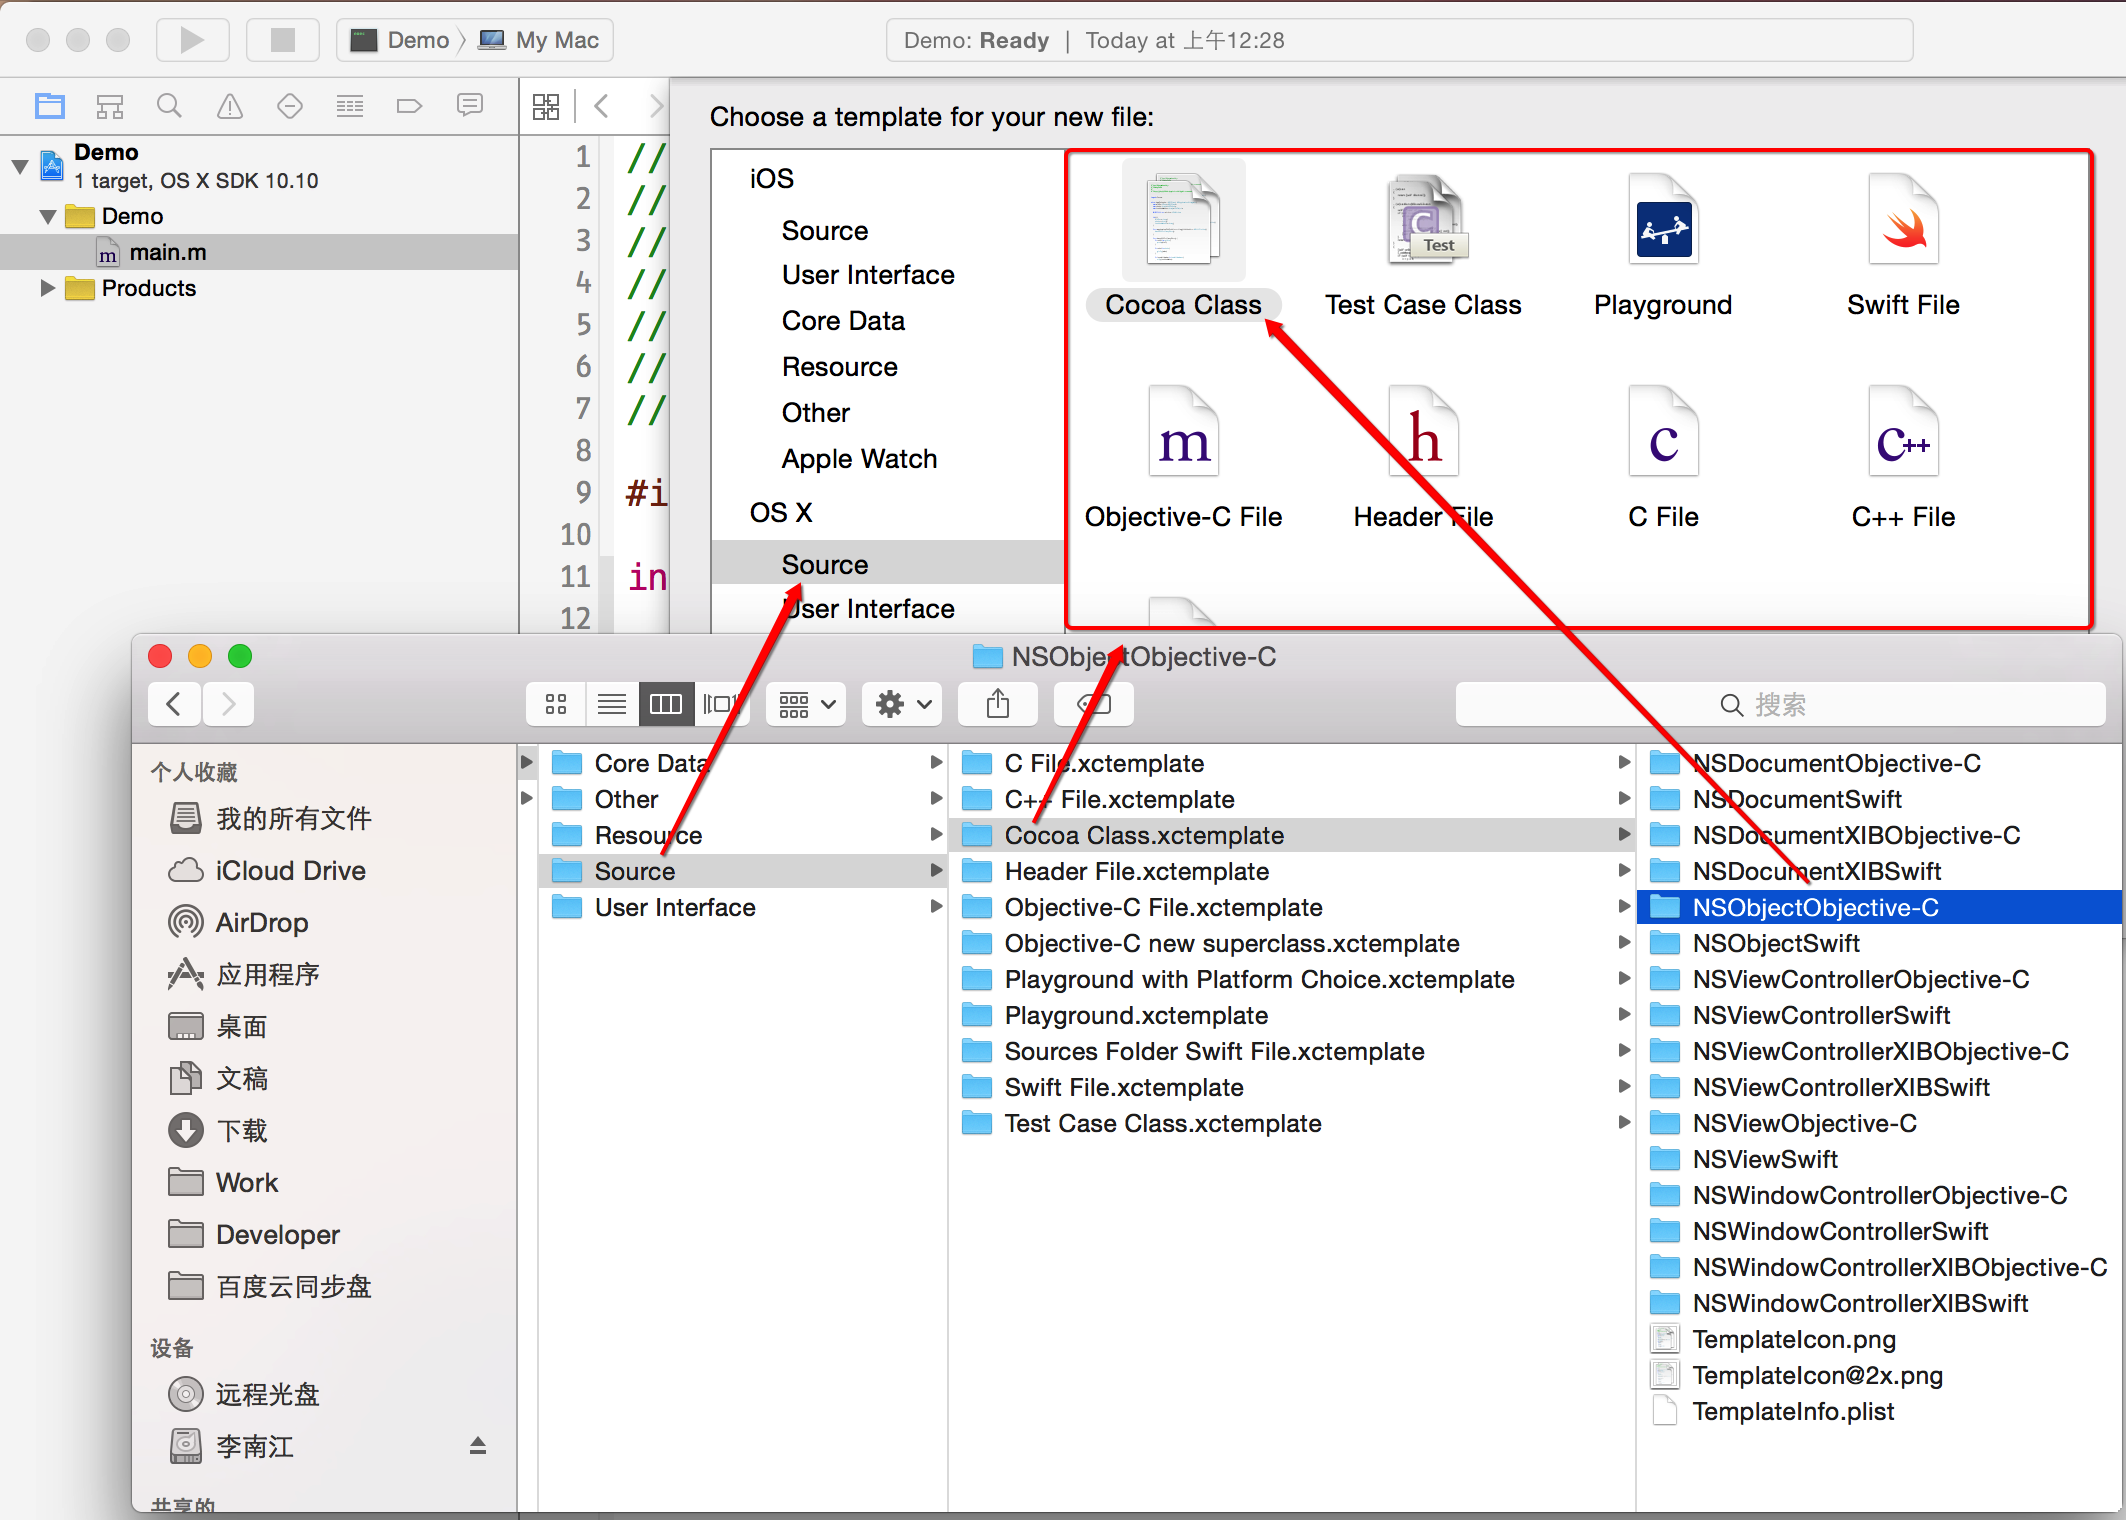 Demo 〉 My Mac
Demo: Ready | Today at 上午12:28
Demo
1 target, OS X SDK 10.10
Demo
m main.m
Products
1 //
2 //
3 //
4 //
5 //
6 //
7 //
8
9 #i
10
11 in
12
Choose a template for your new file:
iOS
Source
User Interface
Core Data
Resource
Other
Apple Watch
OS X
Source
User Interface
C Test
Cocoa Class
Test Case Class
Playground
Swift File
m
h
c
c++
Objective-C File
Header File
C File
C++ File
NSObjectObjective-C
搜索
个人收藏
我的所有文件
iCloud Drive
AirDrop
应用程序
桌面
文稿
下载
Work
Developer
百度云同步盘
设备
远程光盘
李南江
共享的
Core Data
Other
Resource
Source
User Interface
C File.xctemplate
C++ File.xctemplate
Cocoa Class.xctemplate
Header File.xctemplate
Objective-C File.xctemplate
Objective-C new superclass.xctemplate
Playground with Platform Choice.xctemplate
Playground.xctemplate
Sources Folder Swift File.xctemplate
Swift File.xctemplate
Test Case Class.xctemplate
NSDocumentObjective-C
NSDocumentSwift
NSDocumentXIBObjective-C
NSDocumentXIBSwift
NSObjectObjective-C
NSObjectSwift
NSViewControllerObjective-C
NSViewControllerSwift
NSViewControllerXIBObjective-C
NSViewControllerXIBSwift
NSViewObjective-C
NSViewSwift
NSWindowControllerObjective-C
NSWindowControllerSwift
NSWindowControllerXIBObjective-C
NSWindowControllerXIBSwift
TemplateIcon.png
TemplateIcon@2x.png
TemplateInfo.plist